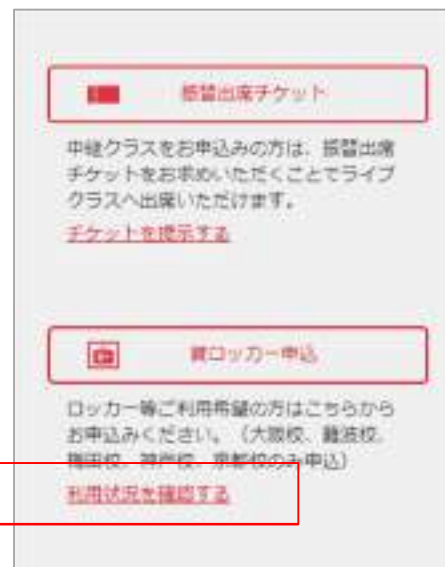 振替出席チケット
中継クラスをお申込みの方は、振替出席
チケットをお求めいただくことでライブ
クラスへ出席いただけます。
チケットを提示する
貸ロッカー申込
ロッカー等ご利用希望の方はこちらから
お申込みください。（大阪校、難波校、
梅田校、神戸校、京都校のみ申込）
利用状況を確認する